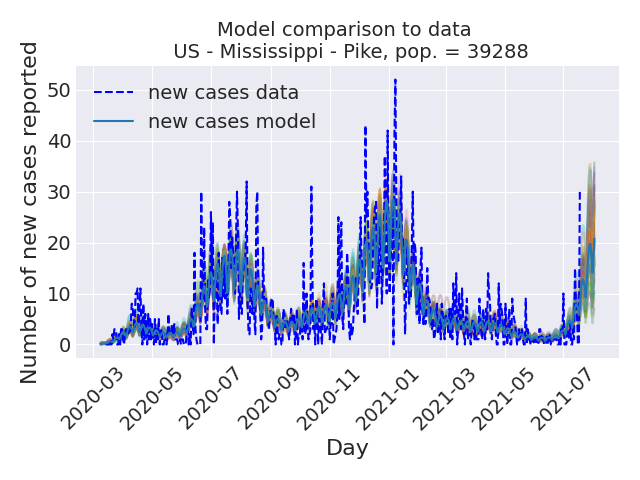 Model comparison to data
US - Mississippi - Pike, pop. = 39288
Number of new cases reported
50
40
30
20
10
0
new cases data
new cases model
2020-03
2020-05
2020-07
2020-09
2020-11
2021-01
2021-03
2021-05
2021-07
Day